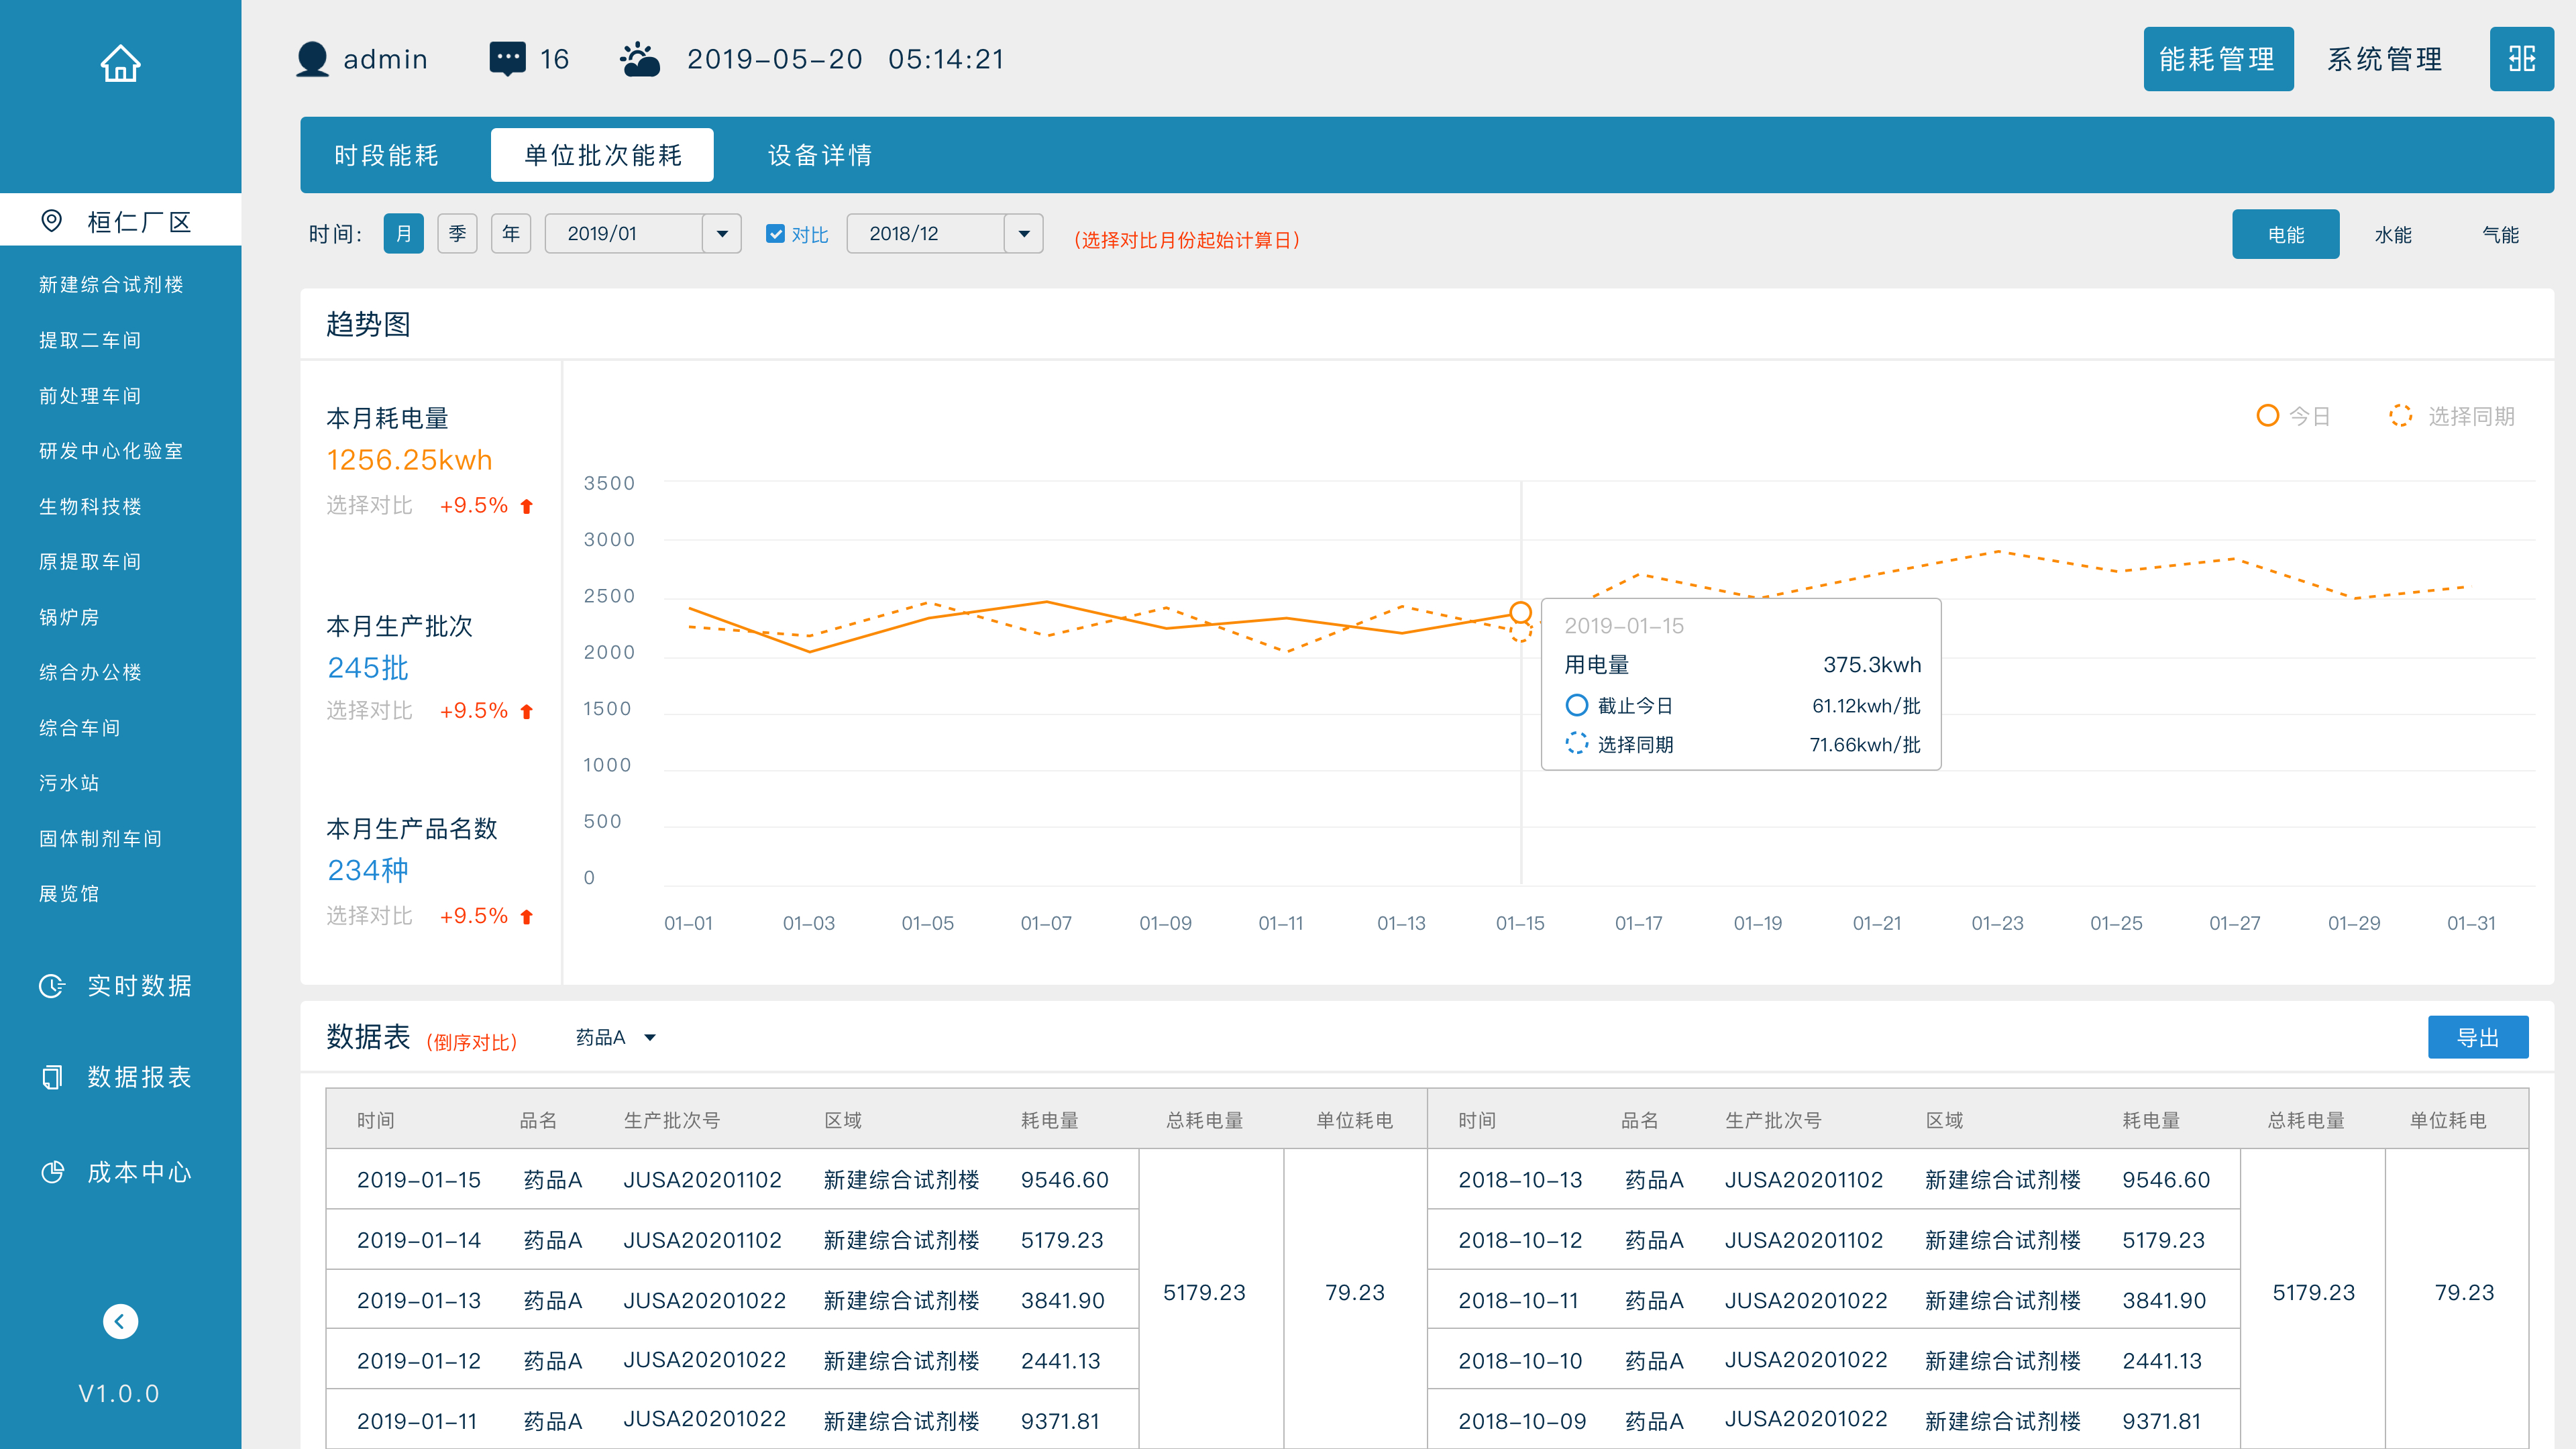 admin 16 2019-05-20 05:14:21 能耗管理 系统管理
时段能耗 单位批次能耗 设备详情
桓仁厂区
新建综合试剂楼
提取二车间
前处理车间
研发中心化验室
生物科技楼
原提取车间
锅炉房
综合办公楼
综合车间
污水站
固体制剂车间
展览馆
实时数据
数据报表
成本中心
V1.0.0
时间: 月 季 年 2019/01 对比 2018/12 (选择对比月份起始计算日) 电能 水能 气能
趋势图
本月耗电量
1256.25kwh
选择对比 +9.5%
本月生产批次
245批
选择对比 +9.5%
本月生产品名数
234种
选择对比 +9.5%
今日 选择同期
3500
3000
2500
2000
1500
1000
500
0
01-01 01-03 01-05 01-07 01-09 01-11 01-13 01-15 01-17 01-19 01-21 01-23 01-25 01-27 01-29 01-31
2019-01-15
用电量 375.3kwh
截止今日 61.12kwh/批
选择同期 71.66kwh/批
数据表 (倒序对比) 药品A 导出
时间 品名 生产批次号 区域 耗电量 总耗电量 单位耗电 时间 品名 生产批次号 区域 耗电量 总耗电量 单位耗电
2019-01-15 药品A JUSA20201102 新建综合试剂楼 9546.60 2018-10-13 药品A JUSA20201102 新建综合试剂楼 9546.60
2019-01-14 药品A JUSA20201102 新建综合试剂楼 5179.23 2018-10-12 药品A JUSA20201102 新建综合试剂楼 5179.23
2019-01-13 药品A JUSA20201022 新建综合试剂楼 3841.90 5179.23 79.23 2018-10-11 药品A JUSA20201022 新建综合试剂楼 3841.90 5179.23 79.23
2019-01-12 药品A JUSA20201022 新建综合试剂楼 2441.13 2018-10-10 药品A JUSA20201022 新建综合试剂楼 2441.13
2019-01-11 药品A JUSA20201022 新建综合试剂楼 9371.81 2018-10-09 药品A JUSA20201022 新建综合试剂楼 9371.81